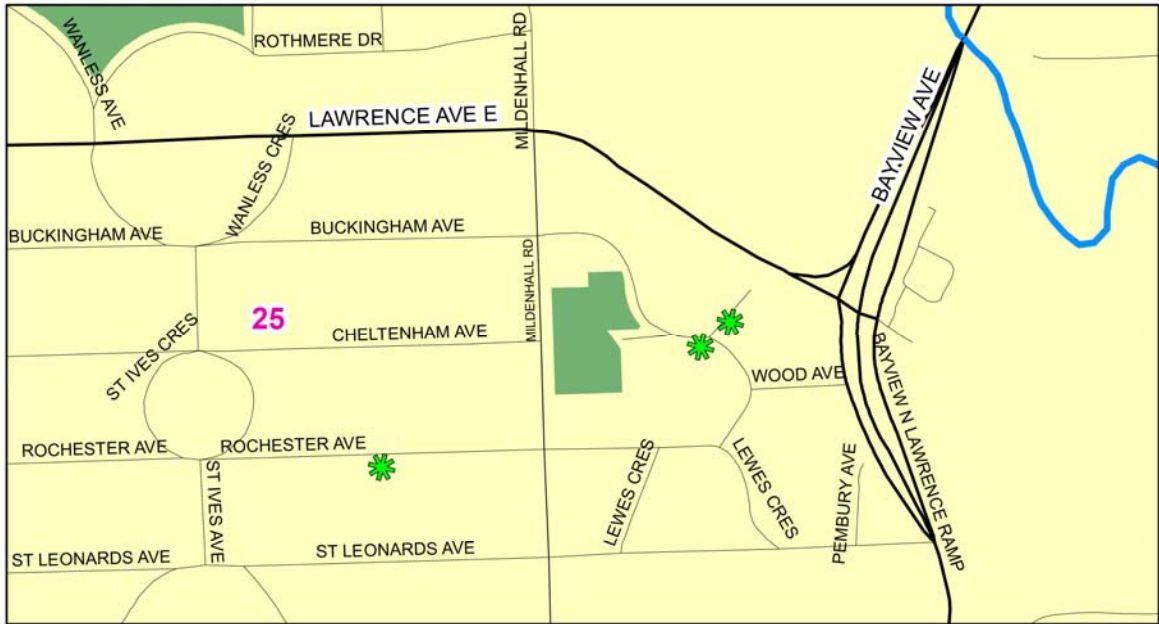 WANLESS AVE
ROTHMERE DR
MILDENHALL RD
LAWRENCE AVE E
BAYVIEW AVE
WANLESS CRES
BUCKINGHAM AVE
BUCKINGHAM AVE
MILDENHALL RD
25
CHELTENHAM AVE
ST IVES CRES
BAYVIEW N LAWRENCE RAMP
WOOD AVE
ROCHESTER AVE
ROCHESTER AVE
LEWES CRES
LEWES CRES
PEMBURY AVE
ST IVES AVE
ST LEONARDS AVE
ST LEONARDS AVE